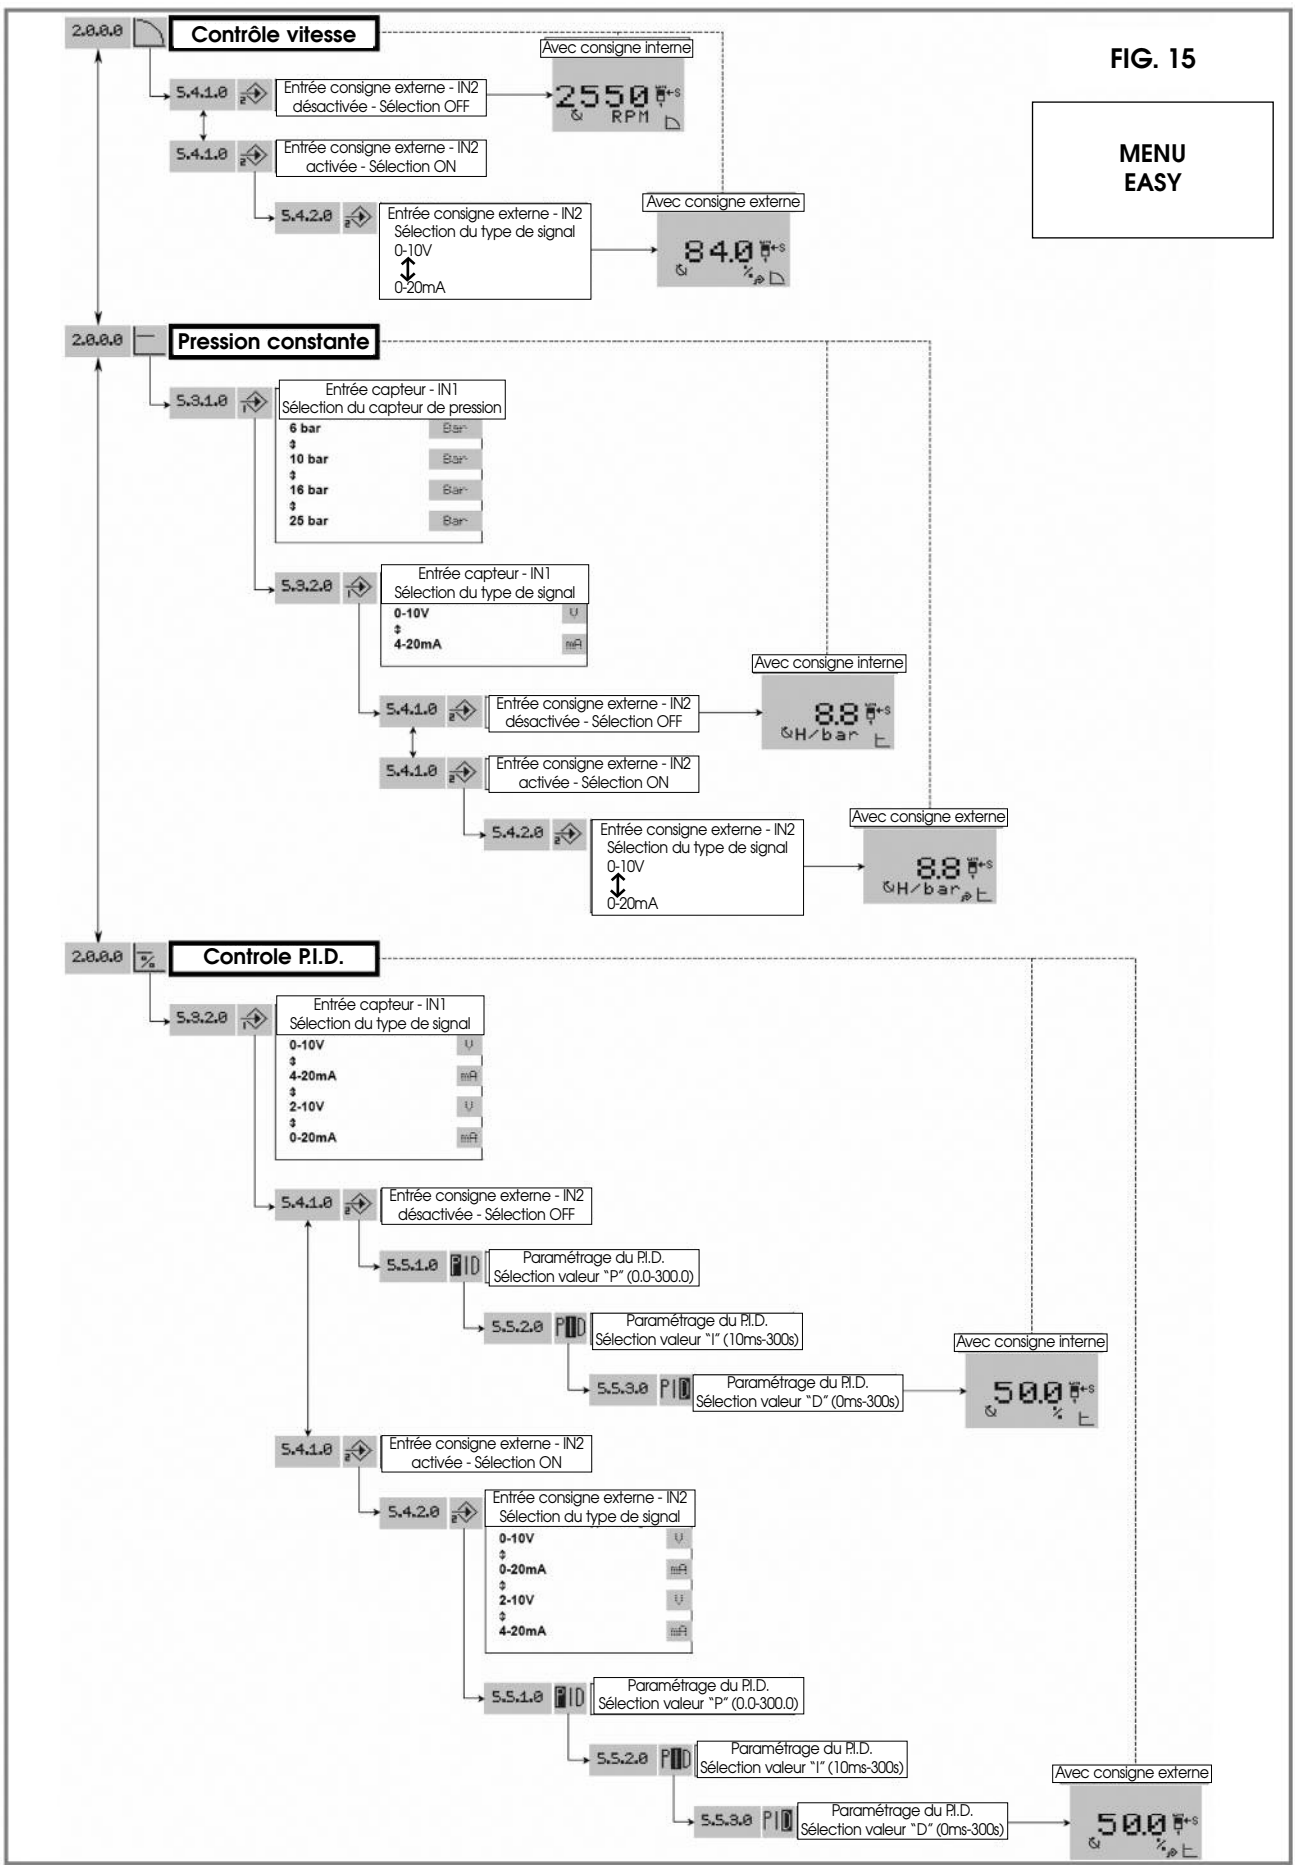 2.0.0.0 Contrôle vitesse
Avec consigne interne
FIG. 15
5.4.1.0 2 Entrée consigne externe - IN2
désactivée - Sélection OFF
2550 ←S
RPM
MENU
EASY
5.4.1.0 2 Entrée consigne externe - IN2
activée - Sélection ON
Avec consigne externe
5.4.2.0 2 Entrée consigne externe - IN2
Sélection du type de signal
0-10V
0-20mA
84.0 ←S
%
2.0.0.0 Pression constante
5.3.1.0 1 Entrée capteur - IN1
Sélection du capteur de pression
6 bar Bar
10 bar Bar
16 bar Bar
25 bar Bar
5.3.2.0 1 Entrée capteur - IN1
Sélection du type de signal
0-10V V
4-20mA mA
Avec consigne interne
5.4.1.0 2 Entrée consigne externe - IN2
désactivée - Sélection OFF
8.8 ←S
H/bar
5.4.1.0 2 Entrée consigne externe - IN2
activée - Sélection ON
Avec consigne externe
5.4.2.0 2 Entrée consigne externe - IN2
Sélection du type de signal
0-10V
0-20mA
8.8 ←S
H/bar
2.0.0.0 Controle P.I.D.
5.3.2.0 1 Entrée capteur - IN1
Sélection du type de signal
0-10V V
4-20mA mA
2-10V V
0-20mA mA
5.4.1.0 2 Entrée consigne externe - IN2
désactivée - Sélection OFF
5.5.1.0 PID Paramétrage du P.I.D.
Sélection valeur "P" (0.0-300.0)
5.5.2.0 PID Paramétrage du P.I.D.
Sélection valeur "I" (10ms-300s)
Avec consigne interne
5.5.3.0 PID Paramétrage du P.I.D.
Sélection valeur "D" (0ms-300s)
50.0 ←S
%
5.4.1.0 2 Entrée consigne externe - IN2
activée - Sélection ON
5.4.2.0 2 Entrée consigne externe - IN2
Sélection du type de signal
0-10V V
0-20mA mA
2-10V V
4-20mA mA
5.5.1.0 PID Paramétrage du P.I.D.
Sélection valeur "P" (0.0-300.0)
5.5.2.0 PID Paramétrage du P.I.D.
Sélection valeur "I" (10ms-300s)
Avec consigne externe
5.5.3.0 PID Paramétrage du P.I.D.
Sélection valeur "D" (0ms-300s)
50.0 ←S
%